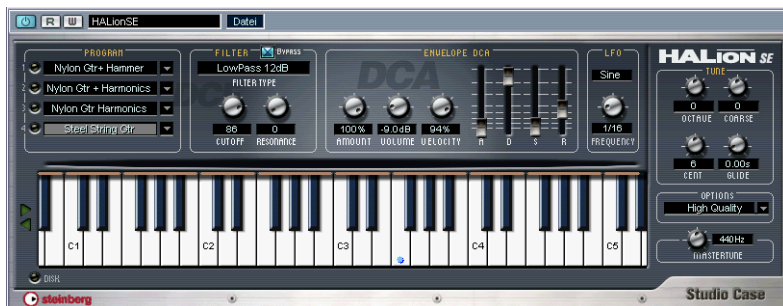 R W HALionSE Datei
PROGRAM
1 Nylon Gtr+ Hammer
2 Nylon Gtr + Harmonics
3 Nylon Gtr Harmonics
4 Steel String Gtr
FILTER BYPASS
LowPass 12dB
FILTER TYPE
86 0
CUTOFF RESONANCE
ENVELOPE DCA
DCA
DCA
100% -9.0dB 94%
AMOUNT VOLUME VELOCITY A D S R
LFO
Sine
1/16
FREQUENCY
HALion SE
TUNE
0 0
OCTAVE COARSE
6 0.00s
CENT GLIDE
OPTIONS
High Quality
440Hz
MASTERTUNE
C1 C2 C3 C4 C5
DISK
steinberg
Studio Case